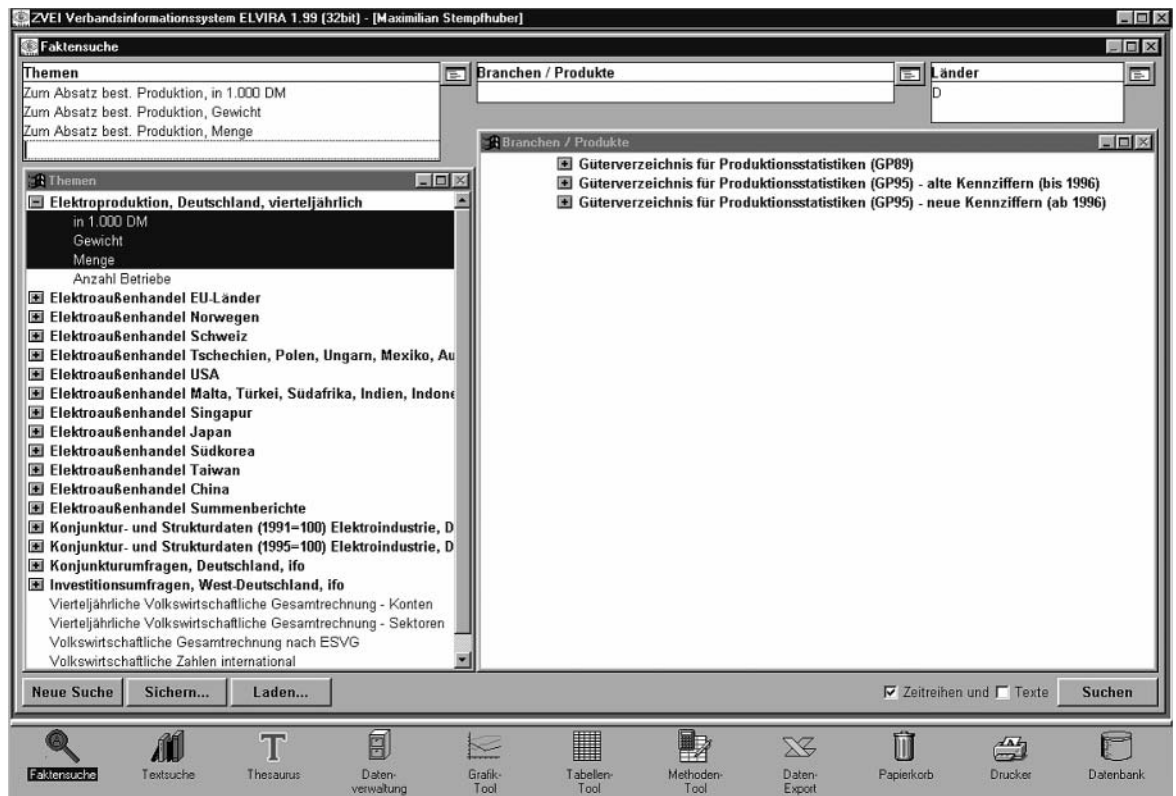 ZVEI Verbandsinformationssystem ELVIRA 1.99 (32bit) - [Maximilian Stempfhuber]
Faktensuche
Themen
Zum Absatz best. Produktion, in 1.000 DM
Zum Absatz best. Produktion, Gewicht
Zum Absatz best. Produktion, Menge
Branchen / Produkte
Länder
D
Themen
Elektroproduktion, Deutschland, vierteljährlich
in 1.000 DM
Gewicht
Menge
Anzahl Betriebe
Elektroaußenhandel EU-Länder
Elektroaußenhandel Norwegen
Elektroaußenhandel Schweiz
Elektroaußenhandel Tschechien, Polen, Ungarn, Mexiko, Au
Elektroaußenhandel USA
Elektroaußenhandel Malta, Türkei, Südafrika, Indien, Indone
Elektroaußenhandel Singapur
Elektroaußenhandel Japan
Elektroaußenhandel Südkorea
Elektroaußenhandel Taiwan
Elektroaußenhandel China
Elektroaußenhandel Summenberichte
Konjunktur- und Strukturdaten (1991=100) Elektroindustrie, D
Konjunktur- und Strukturdaten (1995=100) Elektroindustrie, D
Konjunkturumfragen, Deutschland, ifo
Investitionsumfragen, West-Deutschland, ifo
Vierteljährliche Volkswirtschaftliche Gesamtrechnung - Konten
Vierteljährliche Volkswirtschaftliche Gesamtrechnung - Sektoren
Volkswirtschaftliche Gesamtrechnung nach ESVG
Volkswirtschaftliche Zahlen international
Branchen / Produkte
Güterverzeichnis für Produktionsstatistiken (GP89)
Güterverzeichnis für Produktionsstatistiken (GP95) - alte Kennziffern (bis 1996)
Güterverzeichnis für Produktionsstatistiken (GP95) - neue Kennziffern (ab 1996)
Neue Suche Sichern... Laden... Zeitreihen und Texte Suchen
Faktensuche
Textsuche
Thesaurus
Daten-
verwaltung
Grafik-
Tool
Tabellen-
Tool
Methoden-
Tool
Daten-
Export
Papierkorb
Drucker
Datenbank